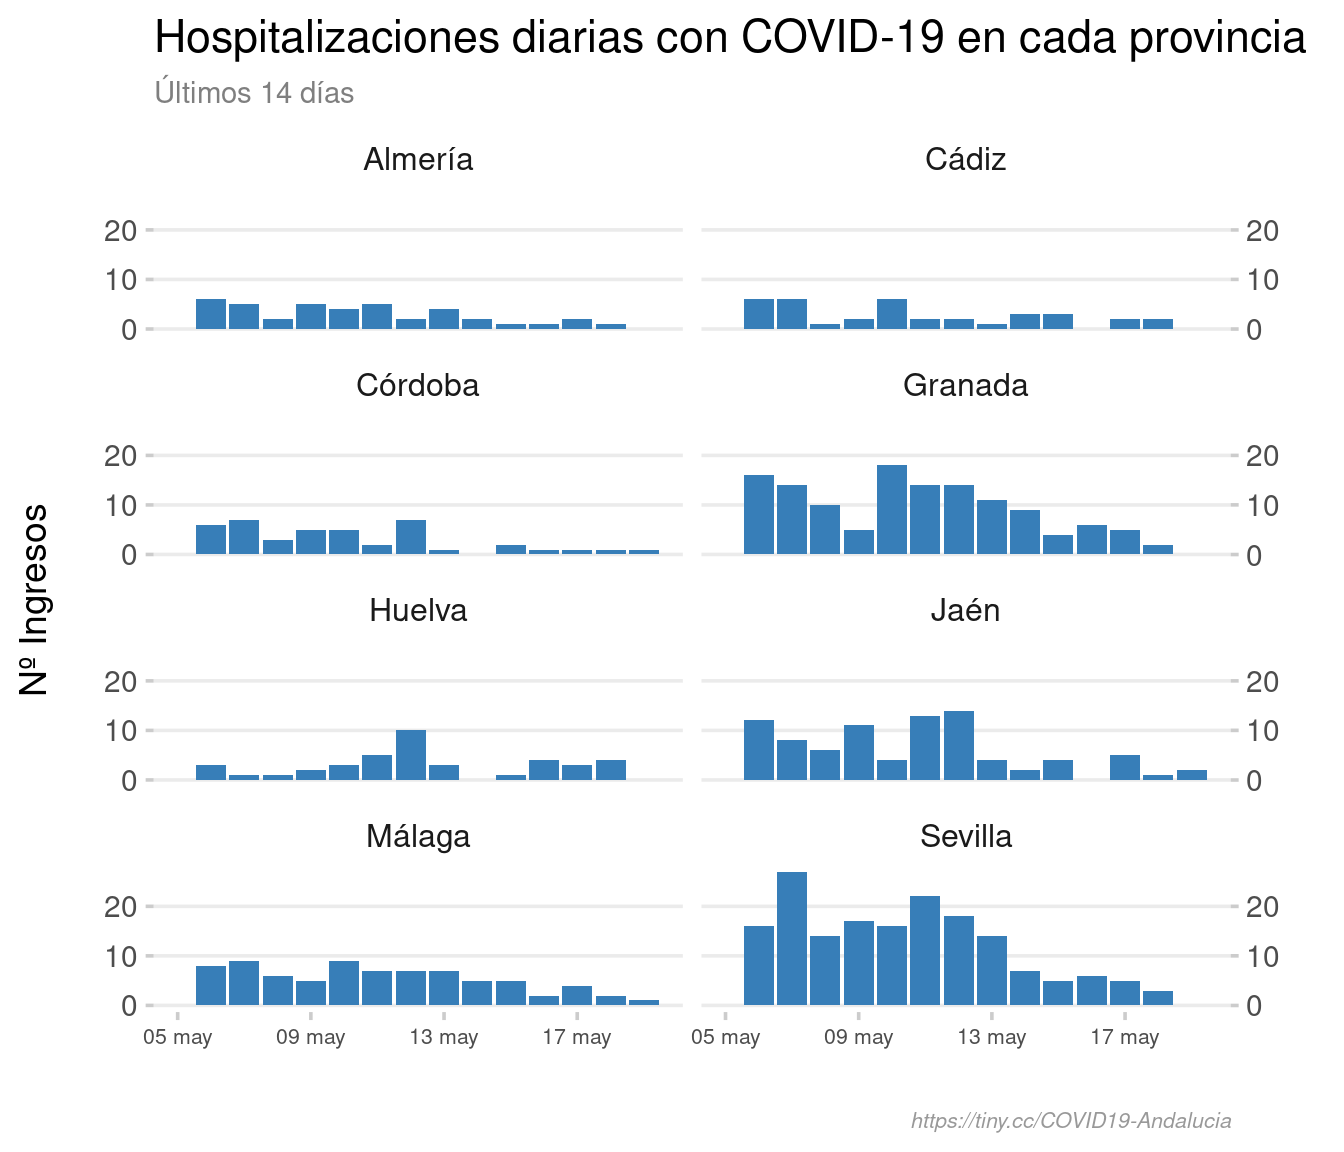 Hospitalizaciones diarias con COVID-19 en cada provincia
Últimos 14 días
Almería Cádiz
20 20
10 10
0 0
Córdoba Granada
20 20
10 10
0 0
Nº Ingresos
Huelva Jaén
20 20
10 10
0 0
Málaga Sevilla
20 20
10 10
0 0
05 may 09 may 13 may 17 may 05 may 09 may 13 may 17 may
https://tiny.cc/COVID19-Andalucia